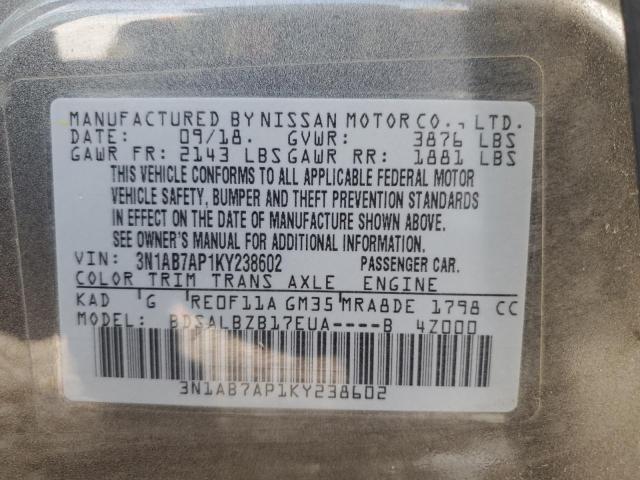 MANUFACTURED BY NISSAN MOTOR CO., LTD.
DATE: 09/18. GVWR: 3876 LBS
GAWR FR: 2143 LBS GAWR RR: 1881 LBS
THIS VEHICLE CONFORMS TO ALL APPLICABLE FEDERAL MOTOR
VEHICLE SAFETY, BUMPER AND THEFT PREVENTION STANDARDS
IN EFFECT ON THE DATE OF MANUFACTURE SHOWN ABOVE.
SEE OWNER'S MANUAL FOR ADDITIONAL INFORMATION.
VIN: 3N1AB7AP1KY238602 PASSENGER CAR.
COLOR TRIM TRANS AXLE ENGINE
KAD G RE0F11A GM35 MRA8DE 1798 CC
MODEL: BDSALBZB17EUA----B 4Z000
3N1AB7AP1KY238602